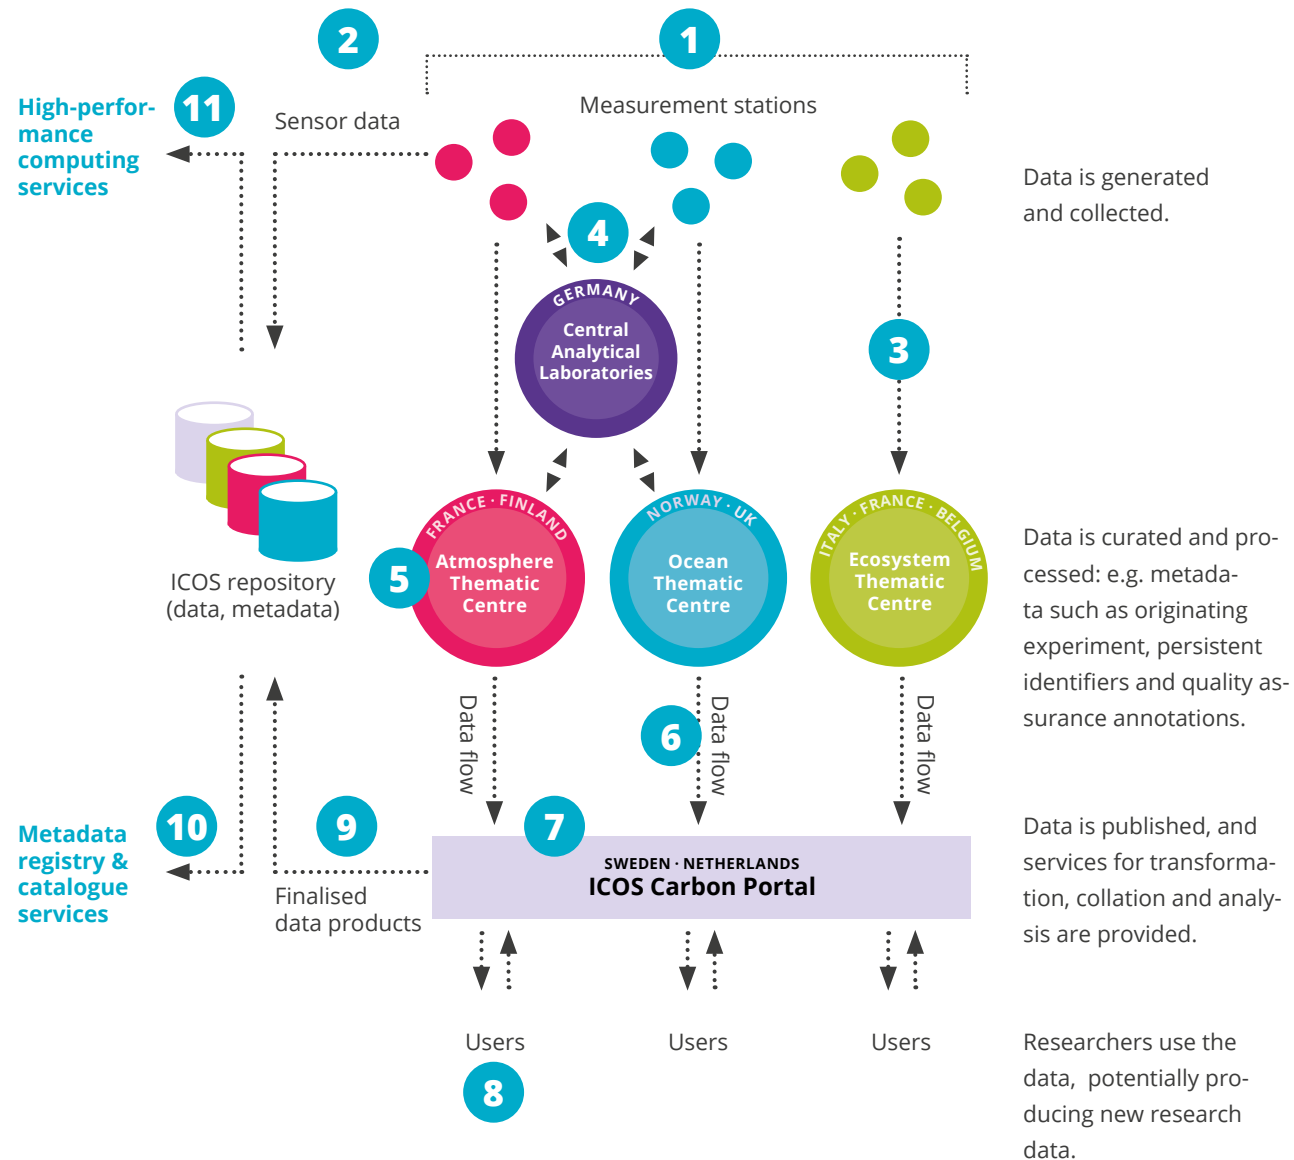 2
1
11
High-perfor-
mance
computing
services
Sensor data
Measurement stations
Data is generated
and collected.
4
GERMANY
Central
Analytical
Laboratories
3
ICOS repository
(data, metadata)
5
FRANCE · FINLAND
Atmosphere
Thematic
Centre
NORWAY · UK
Ocean
Thematic
Centre
ITALY · FRANCE · BELGIUM
Ecosystem
Thematic
Centre
Data is curated and pro-
cessed: e.g. metada-
ta such as originating
experiment, persistent
identifiers and quality as-
surance annotations.
Data flow
6
Data flow
Data flow
Metadata
registry &
catalogue
services
10
9
Finalised
data products
7
SWEDEN · NETHERLANDS
ICOS Carbon Portal
Data is published, and
services for transforma-
tion, collation and analy-
sis are provided.
Users
Users
Users
8
Researchers use the
data,  potentially pro-
ducing new research
data.